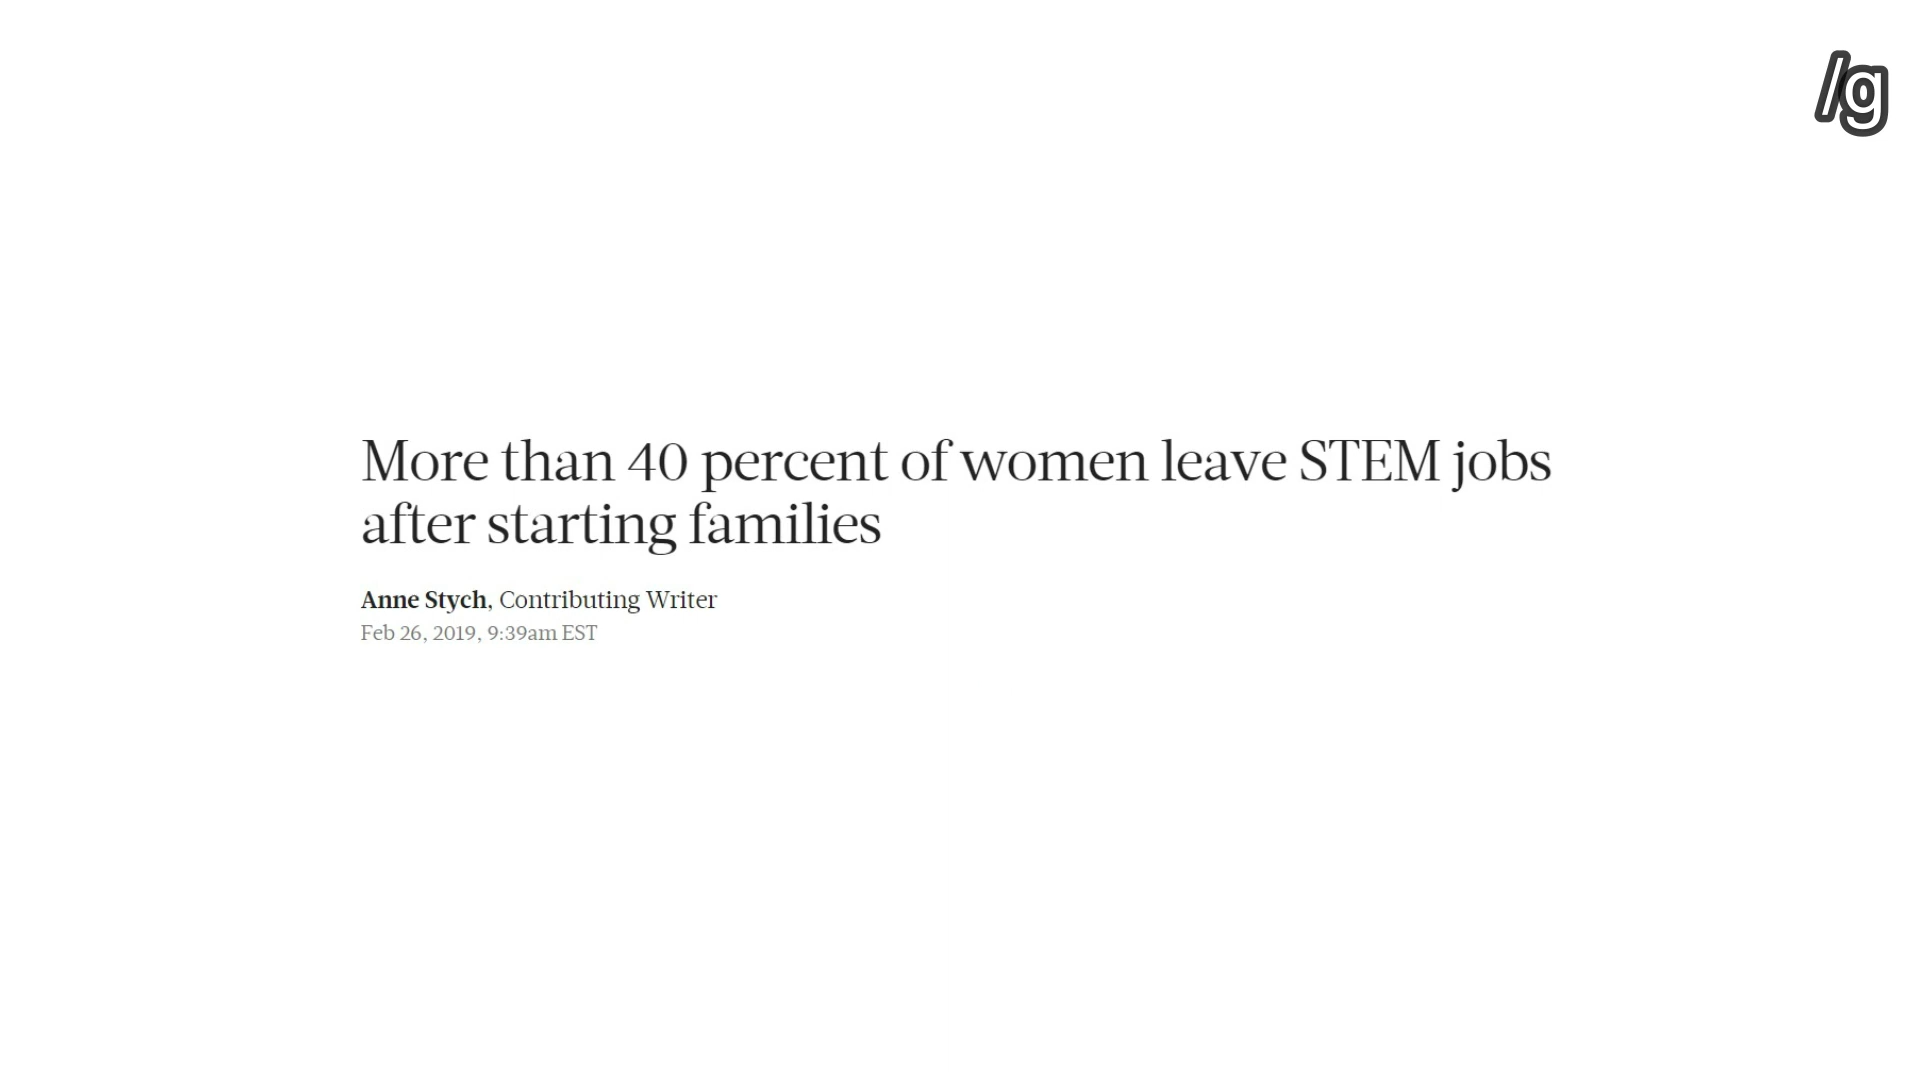 /g
More than 40 percent of women leave STEM jobs
after starting families
Anne Stych, Contributing Writer
Feb 26, 2019, 9:39am EST